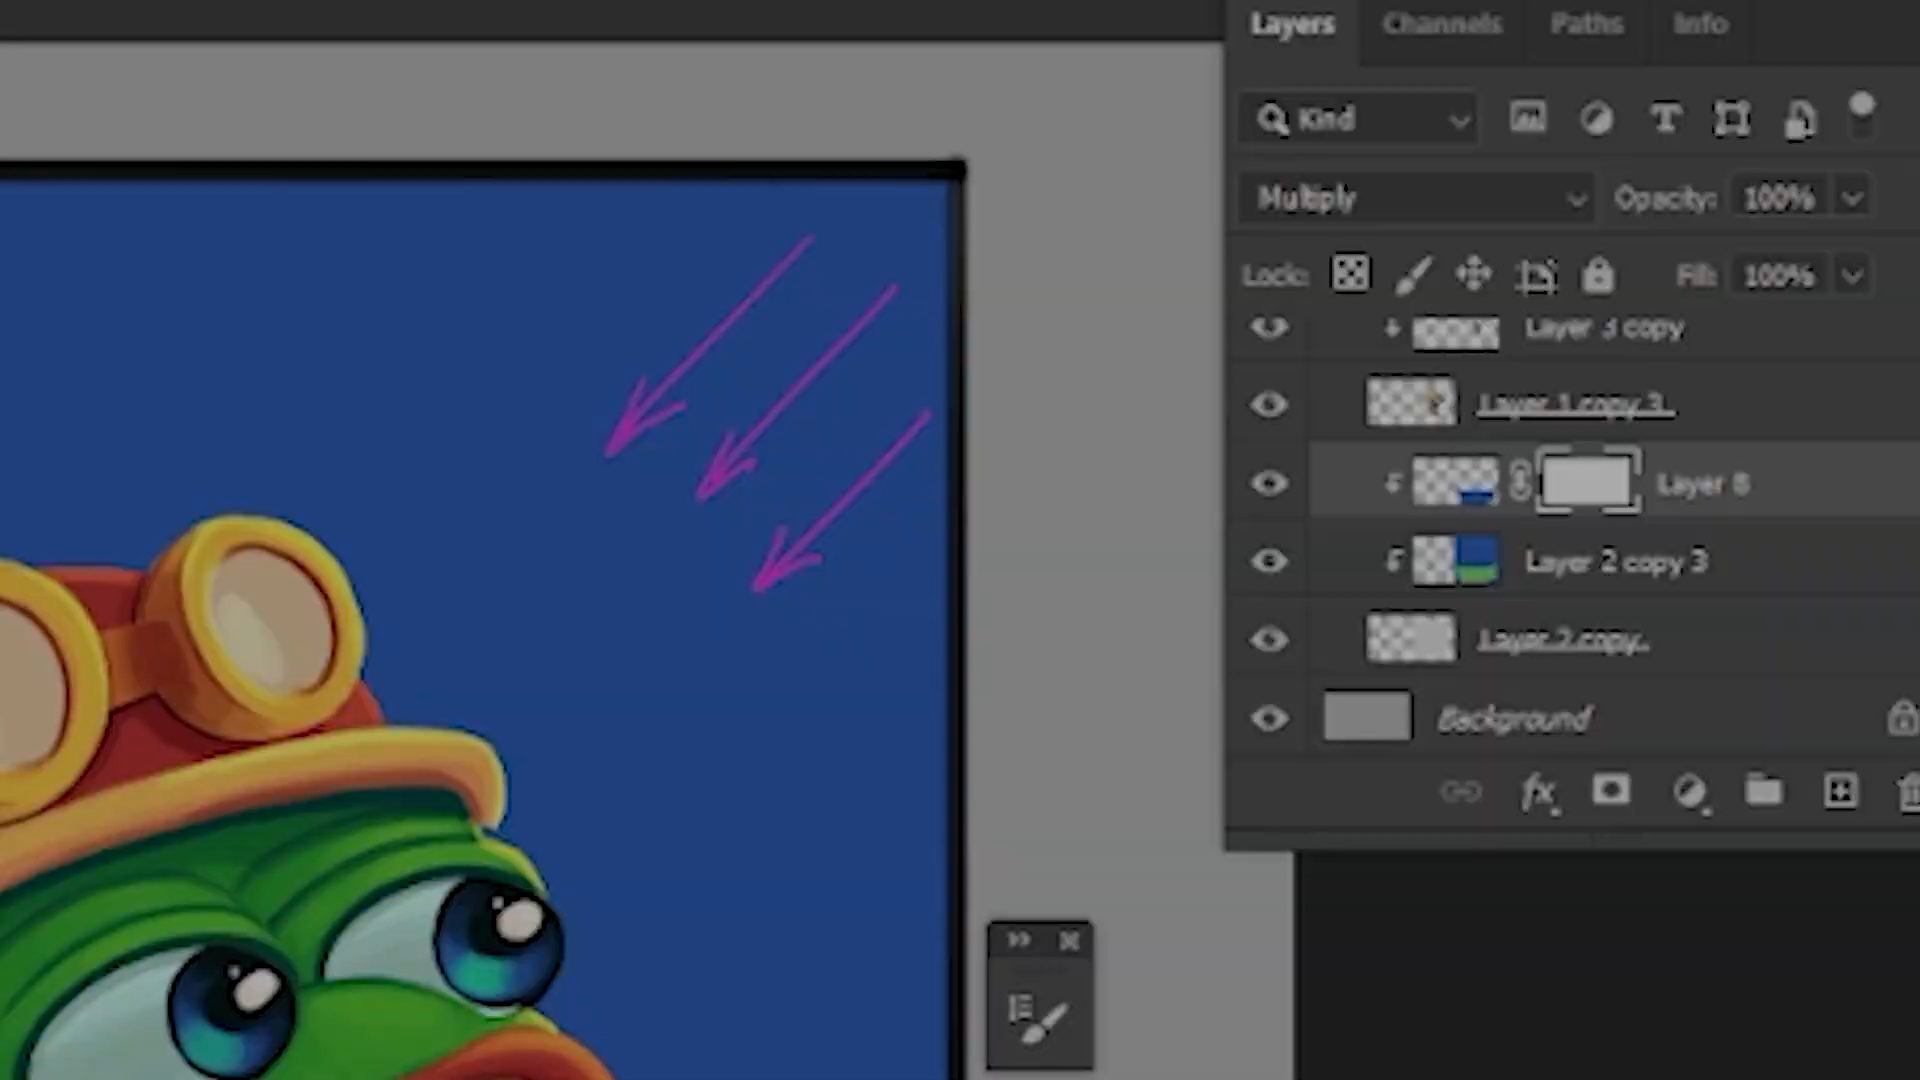 Layers Channels Paths Info
Kind
Multiply Opacity: 100%
Lock: Fill: 100%
Layer 3 copy
Layer 1 copy 3
Layer 8
Layer 2 copy 3
Layer 2 copy
Background
fx